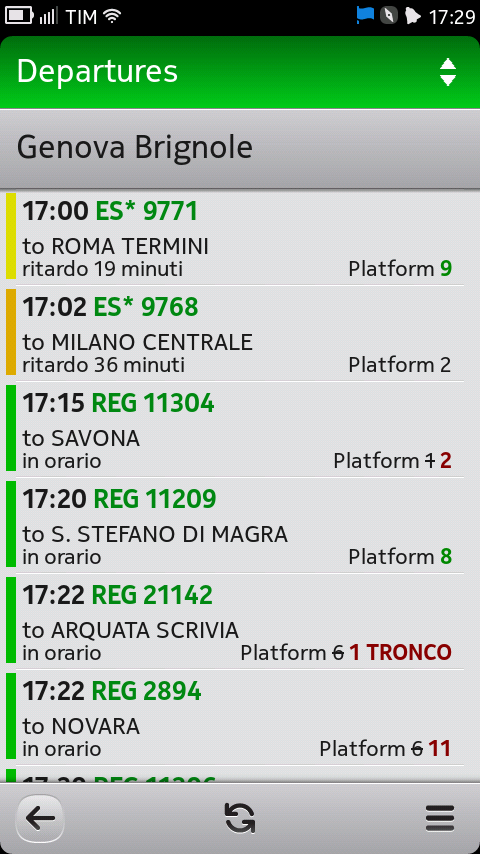 TIM 17:29
Departures
Genova Brignole
17:00 ES* 9771
to ROMA TERMINI
ritardo 19 minuti Platform 9
17:02 ES* 9768
to MILANO CENTRALE
ritardo 36 minuti Platform 2
17:15 REG 11304
to SAVONA
in orario Platform 1 2
17:20 REG 11209
to S. STEFANO DI MAGRA
in orario Platform 8
17:22 REG 21142
to ARQUATA SCRIVIA
in orario Platform 6 1 TRONCO
17:22 REG 2894
to NOVARA
in orario Platform 6 11